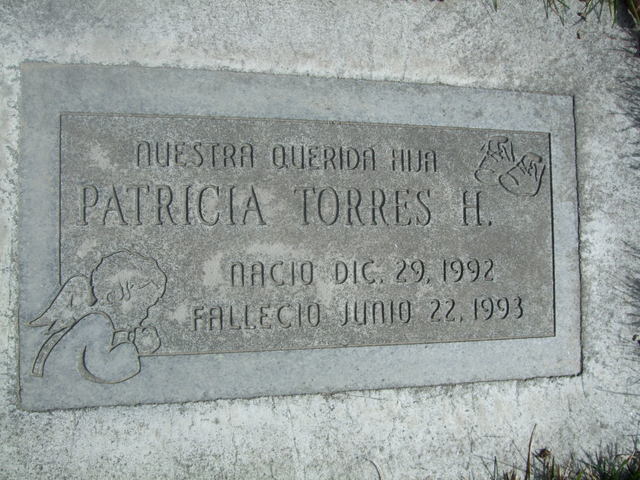 NUESTRA QUERIDA HIJA
PATRICIA TORRES H.
NACIO DIC. 29, 1992
FALLECIO JUNIO 22, 1993